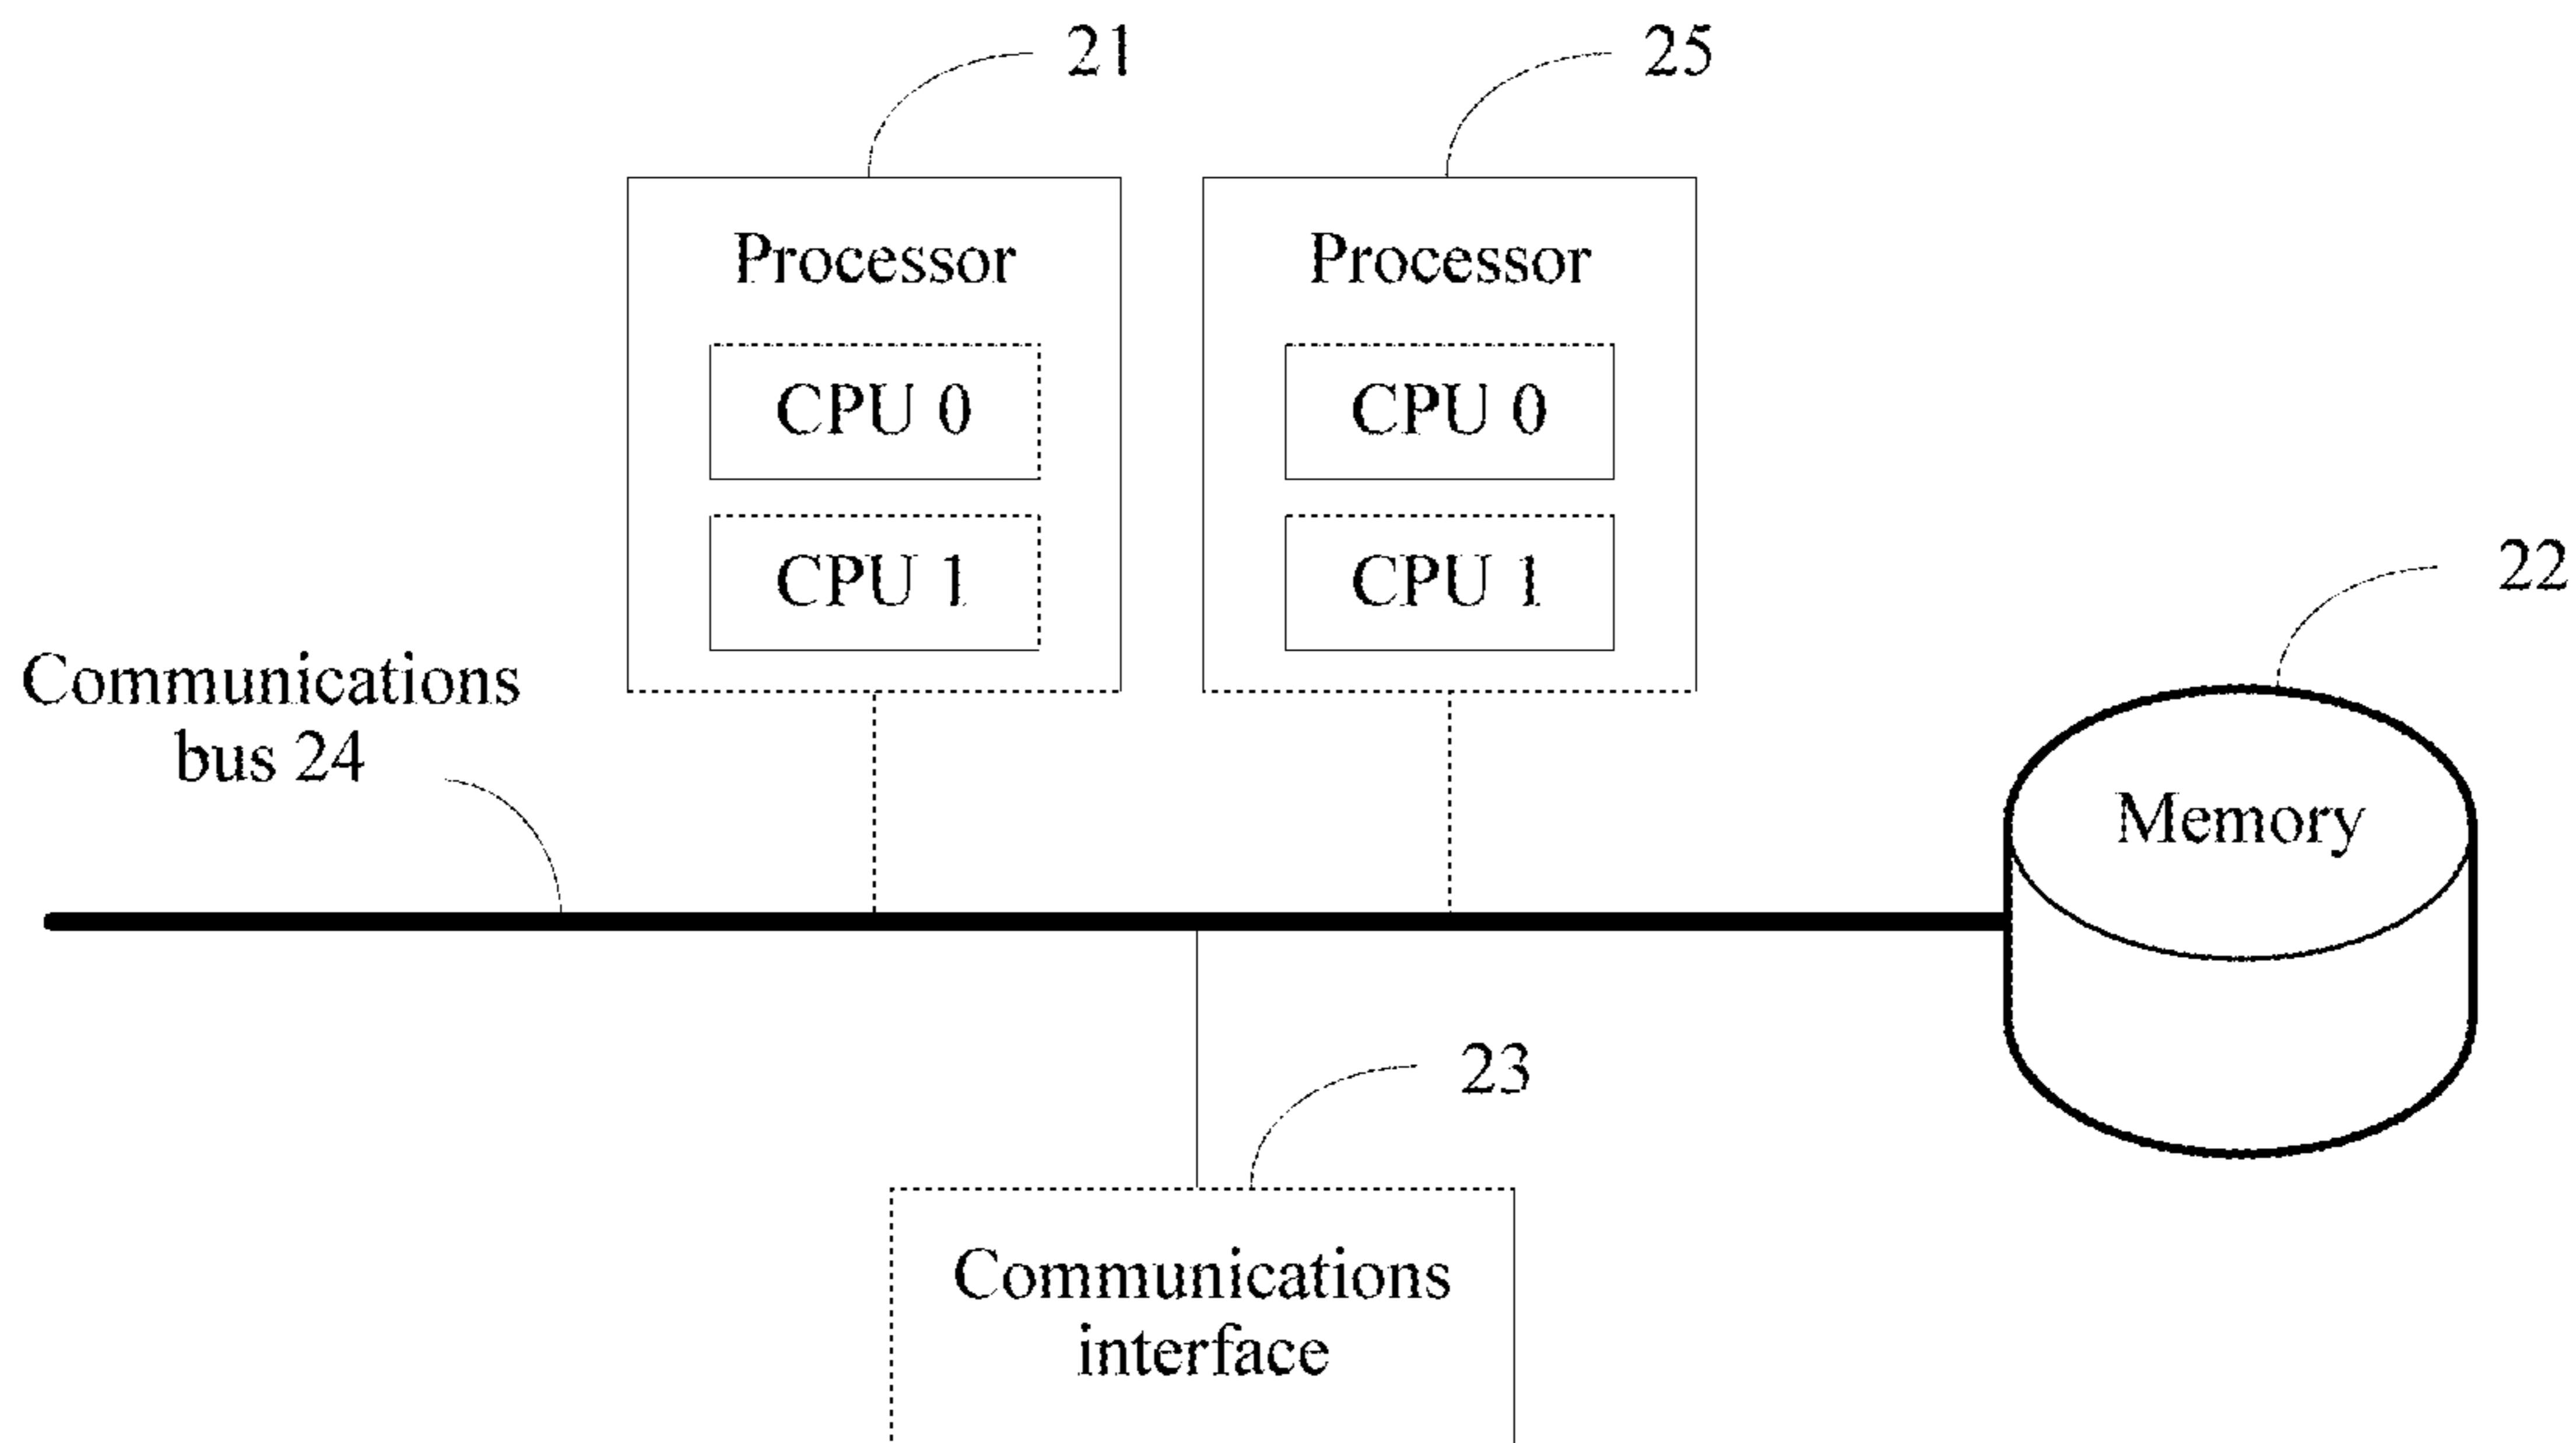 21
25
Processor
Processor
CPU 0
CPU 0
CPU 1
CPU 1
22
Communications
bus 24
Memory
23
Communications
interface